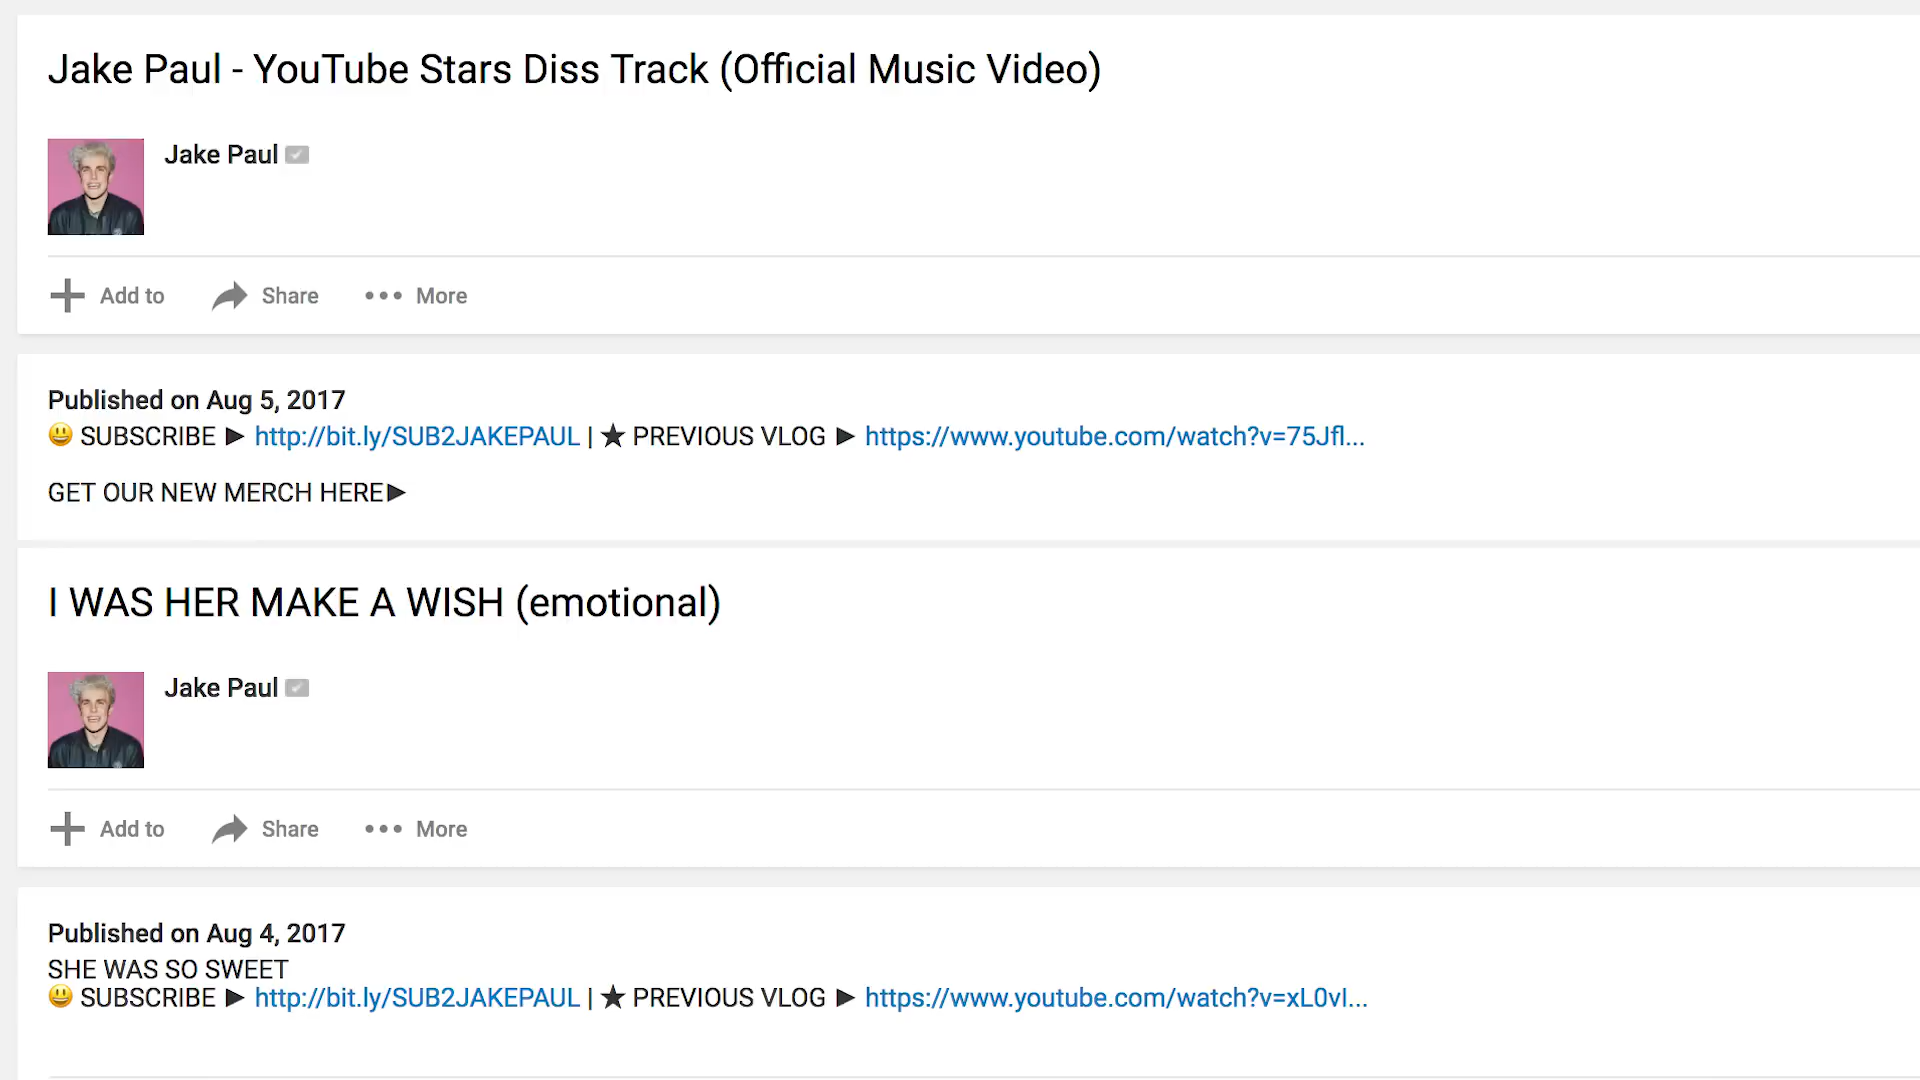 Jake Paul - YouTube Stars Diss Track (Official Music Video)
Jake Paul
Add to Share More
Published on Aug 5, 2017
😃 SUBSCRIBE ► http://bit.ly/SUB2JAKEPAUL | ★ PREVIOUS VLOG ► https://www.youtube.com/watch?v=75Jfl...
GET OUR NEW MERCH HERE►
I WAS HER MAKE A WISH (emotional)
Jake Paul
Add to Share More
Published on Aug 4, 2017
SHE WAS SO SWEET
😃 SUBSCRIBE ► http://bit.ly/SUB2JAKEPAUL | ★ PREVIOUS VLOG ► https://www.youtube.com/watch?v=xL0vI...